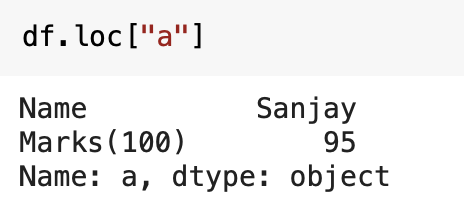 df.loc["a"]
Name Sanjay
Marks(100) 95
Name: a, dtype: object